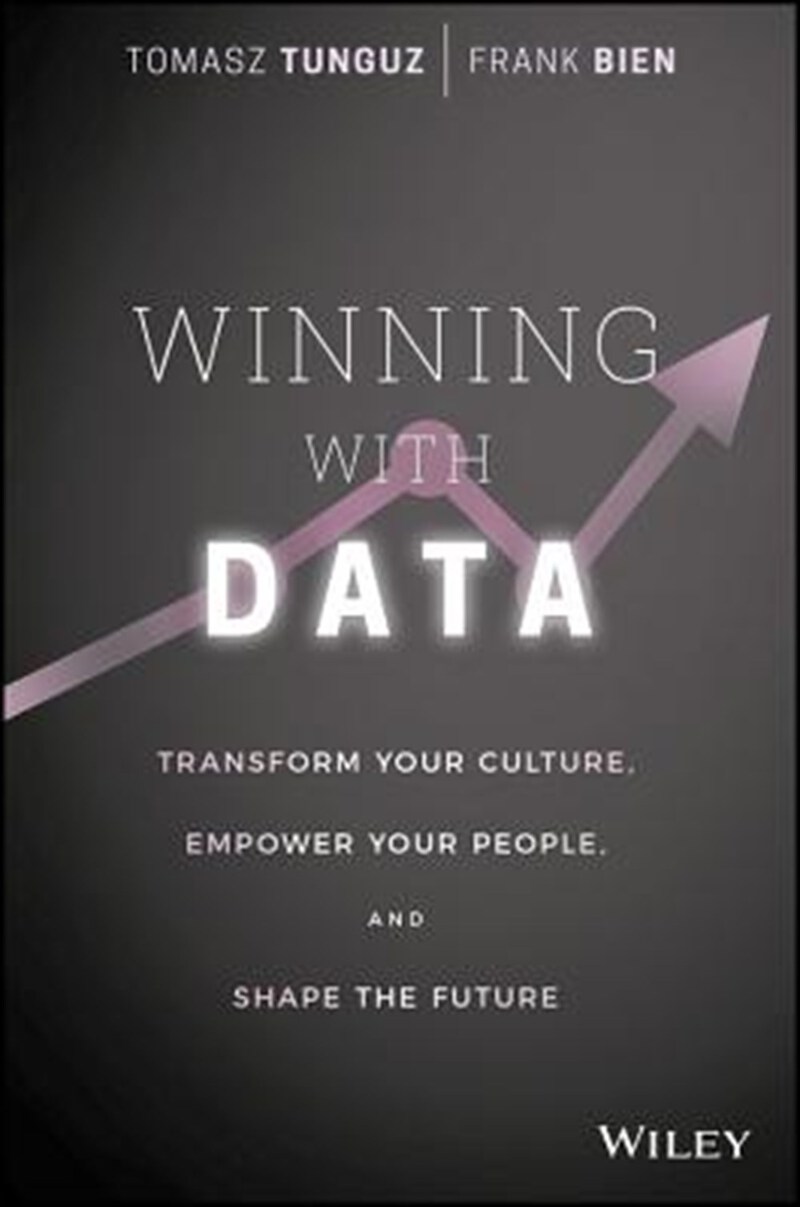 TOMASZ TUNGUZ | FRANK BIEN
WINNING
WITH
DATA
TRANSFORM YOUR CULTURE,
EMPOWER YOUR PEOPLE,
AND
SHAPE THE FUTURE
WILEY